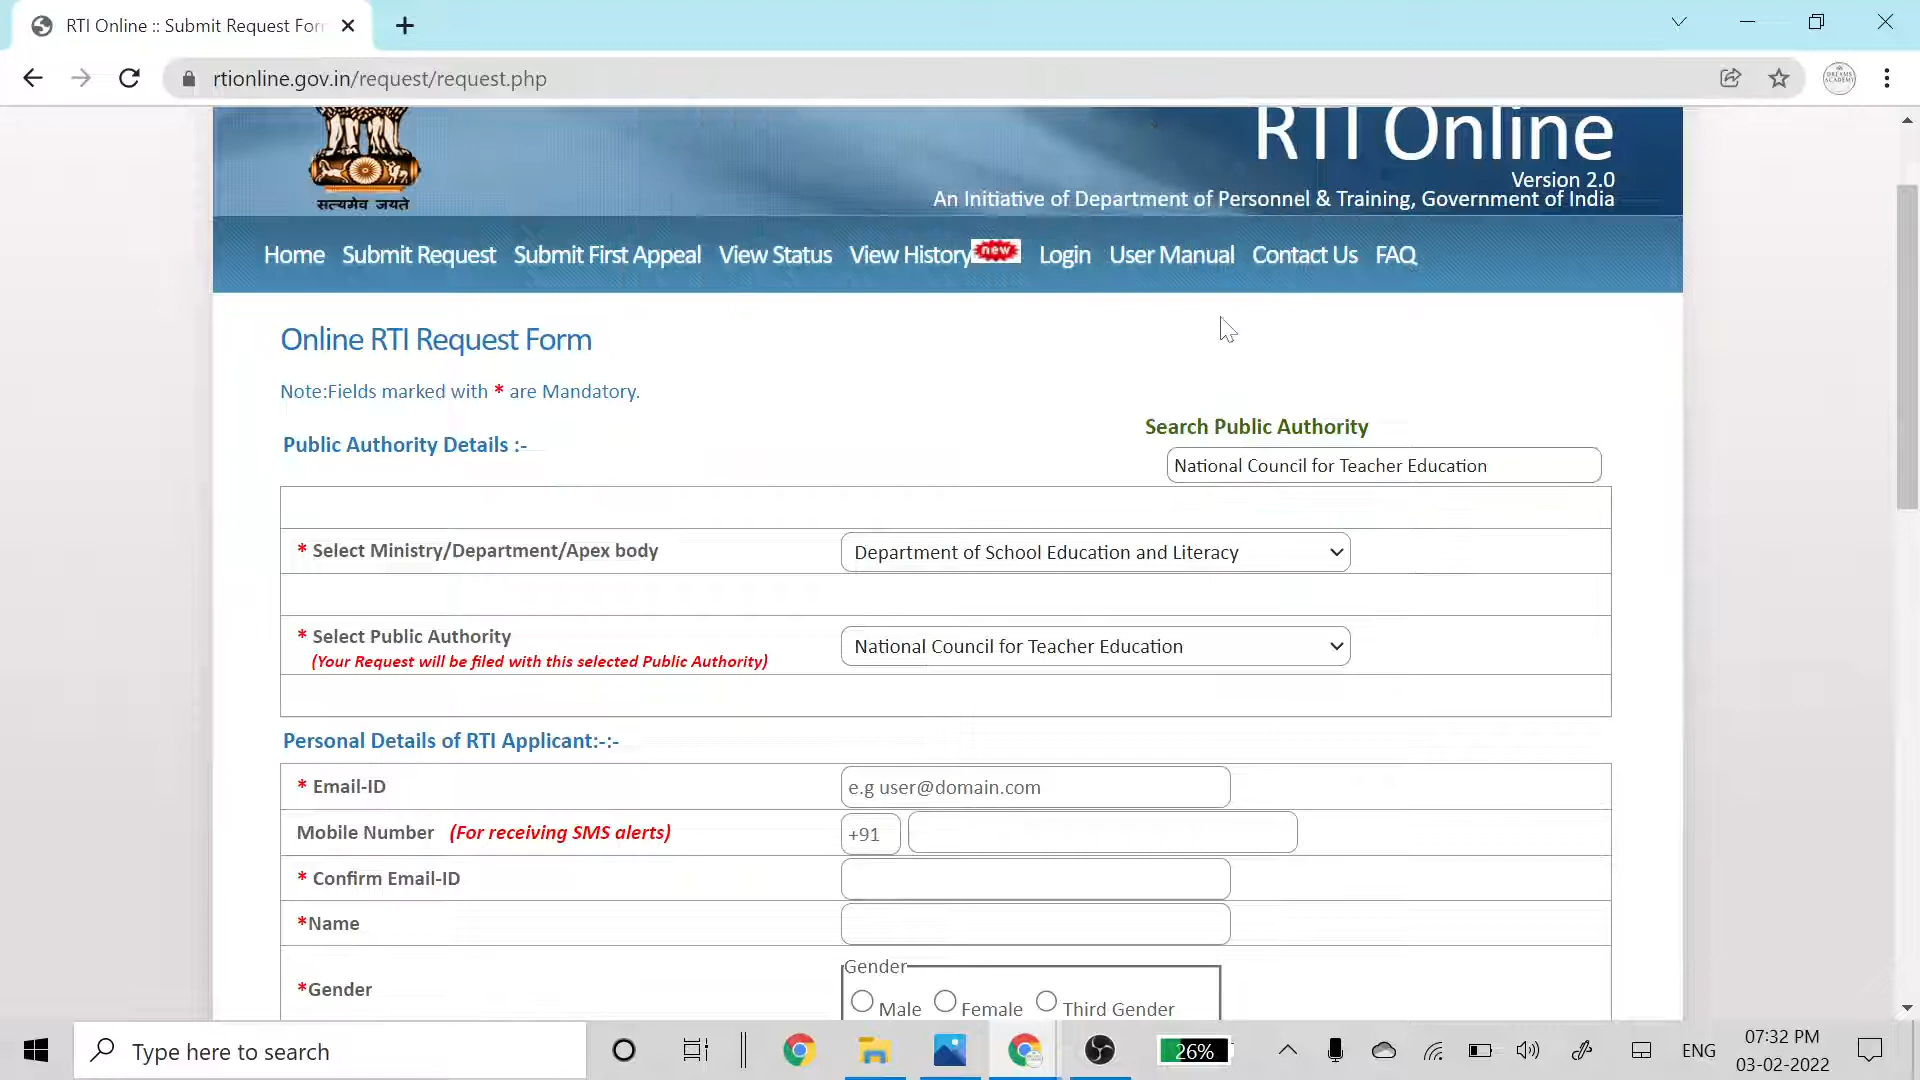 RTI Online :: Submit Request For
rtionline.gov.in/request/request.php
RTI Online
Version 2.0
An Initiative of Department of Personnel & Training, Government of India
सत्यमेव जयते
Home Submit Request Submit First Appeal View Status View History new Login User Manual Contact Us FAQ
Online RTI Request Form
Note:Fields marked with * are Mandatory.
Search Public Authority
Public Authority Details :-
National Council for Teacher Education
* Select Ministry/Department/Apex body
Department of School Education and Literacy
* Select Public Authority
(Your Request will be filed with this selected Public Authority)
National Council for Teacher Education
Personal Details of RTI Applicant:-:-
* Email-ID
e.g user@domain.com
Mobile Number (For receiving SMS alerts)
+91
* Confirm Email-ID
*Name
*Gender
Gender
Male Female Third Gender
Type here to search
26%
ENG
07:32 PM
03-02-2022